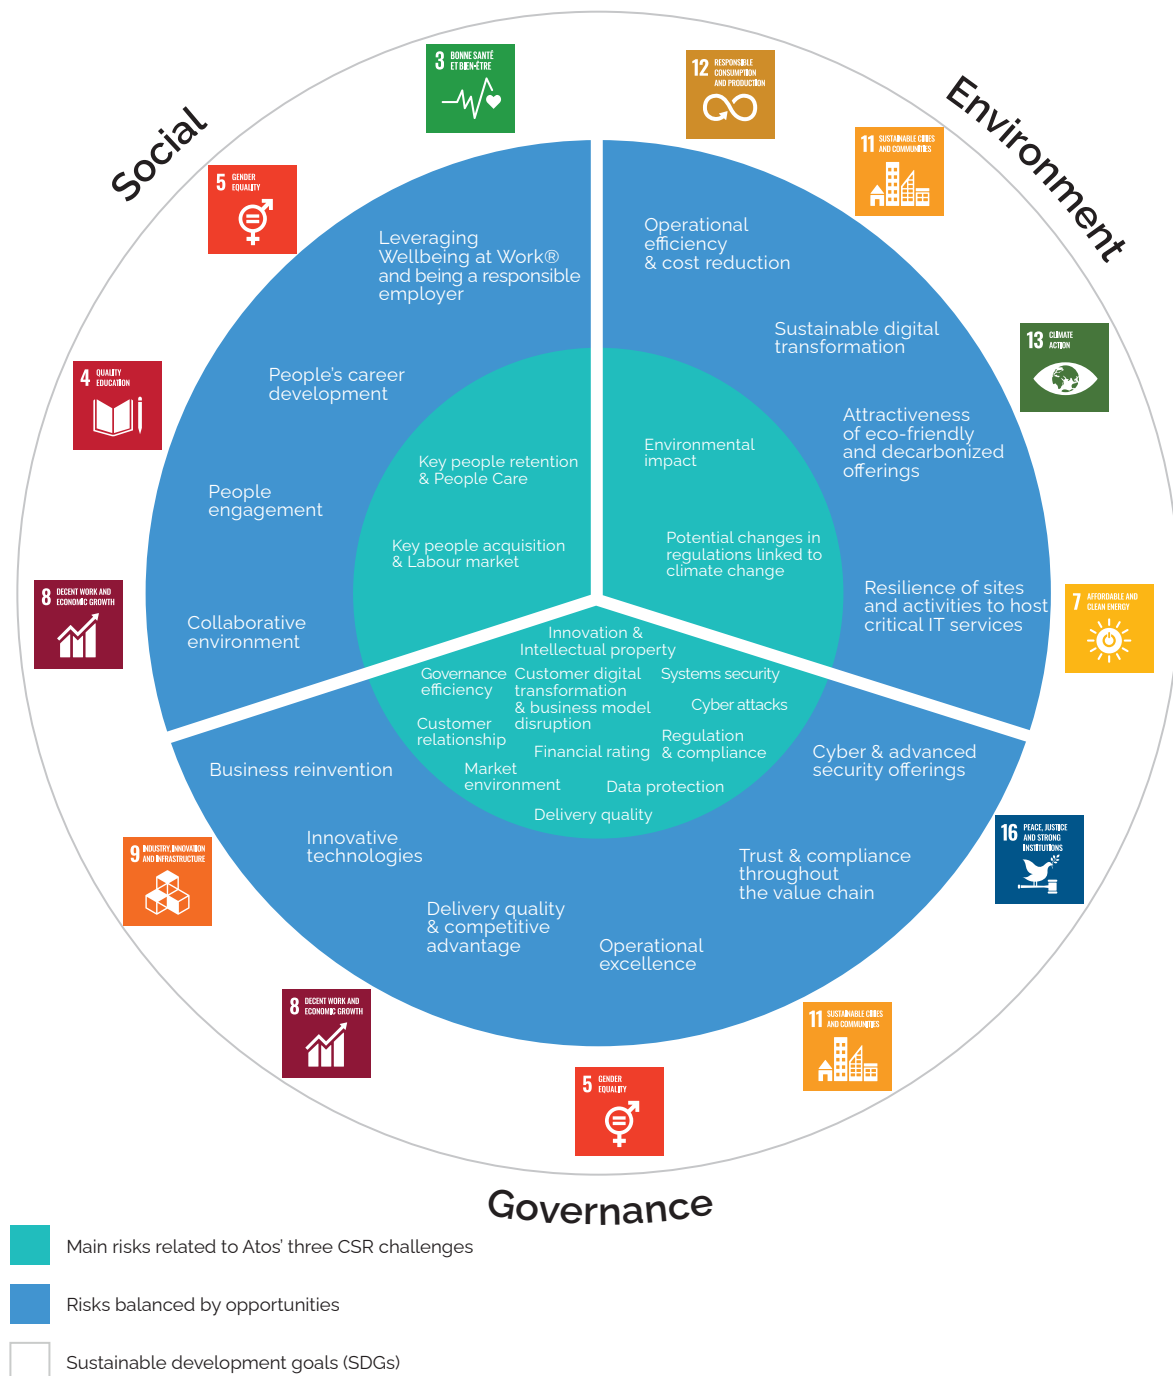 Social
Environment
3 BONNE SANTÉ
ET BIEN-ÊTRE
12 RESPONSIBLE
CONSUMPTION
AND PRODUCTION
11 SUSTAINABLE CITIES
AND COMMUNITIES
5 GENDER
EQUALITY
13 CLIMATE
ACTION
4 QUALITY
EDUCATION
8 DECENT WORK AND
ECONOMIC GROWTH
7 AFFORDABLE AND
CLEAN ENERGY
Leveraging
Wellbeing at Work®
and being a responsible
employer
People's career
development
People
engagement
Collaborative
environment
Key people retention
& People Care
Key people acquisition
& Labour market
Operational
efficiency
& cost reduction
Sustainable digital
transformation
Attractiveness
of eco-friendly
and decarbonized
offerings
Resilience of sites
and activities to host
critical IT services
Environmental
impact
Potential changes in
regulations linked to
climate change
Innovation &
Intellectual property
Governance
efficiency
Customer digital
transformation
& business model
disruption
Systems security
Cyber attacks
Customer
relationship
Financial rating
Regulation
& compliance
Market
environment
Data protection
Delivery quality
Business reinvention
Innovative
technologies
Delivery quality
& competitive
advantage
Operational
excellence
Trust & compliance
throughout
the value chain
Cyber & advanced
security offerings
9 INDUSTRY, INNOVATION
AND INFRASTRUCTURE
16 PEACE, JUSTICE
AND STRONG
INSTITUTIONS
8 DECENT WORK AND
ECONOMIC GROWTH
11 SUSTAINABLE CITIES
AND COMMUNITIES
5 GENDER
EQUALITY
Governance
Main risks related to Atos' three CSR challenges
Risks balanced by opportunities
Sustainable development goals (SDGs)